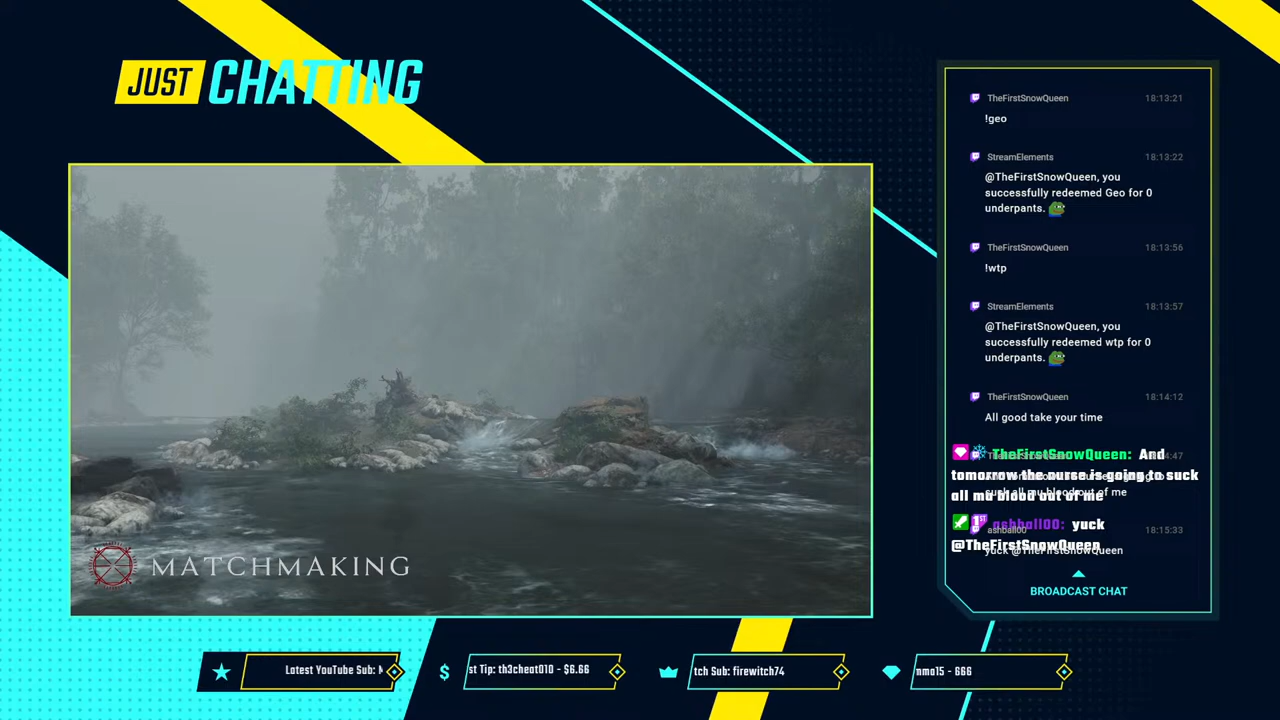 JUST CHATTING
TheFirstSnowQueen 18:13:21
!geo
StreamElements 18:13:22
@TheFirstSnowQueen, you
successfully redeemed Geo for 0
underpants.
TheFirstSnowQueen 18:13:56
!wtp
StreamElements 18:13:57
@TheFirstSnowQueen, you
successfully redeemed wtp for 0
underpants.
TheFirstSnowQueen 18:14:12
All good take your time
TheFirstSnowQueen: And
tomorrow the nurse is going to suck
all my blood out of me
ashball00: yuck
@TheFirstSnowQueen
ashball00 18:15:33
yuck @TheFirstSnowQueen
BROADCAST CHAT
MATCHMAKING
Latest YouTube Sub:
st Tip: th3cheat010 - $6.66
tch Sub: firewitch74
nmo15 - 666